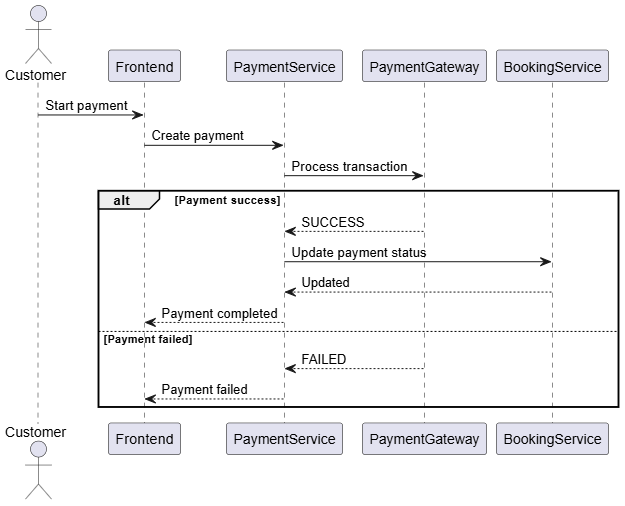 Customer
Frontend
PaymentService
PaymentGateway
BookingService
Start payment
Create payment
Process transaction
alt
[Payment success]
SUCCESS
Update payment status
Updated
Payment completed
[Payment failed]
FAILED
Payment failed
Customer
Frontend
PaymentService
PaymentGateway
BookingService